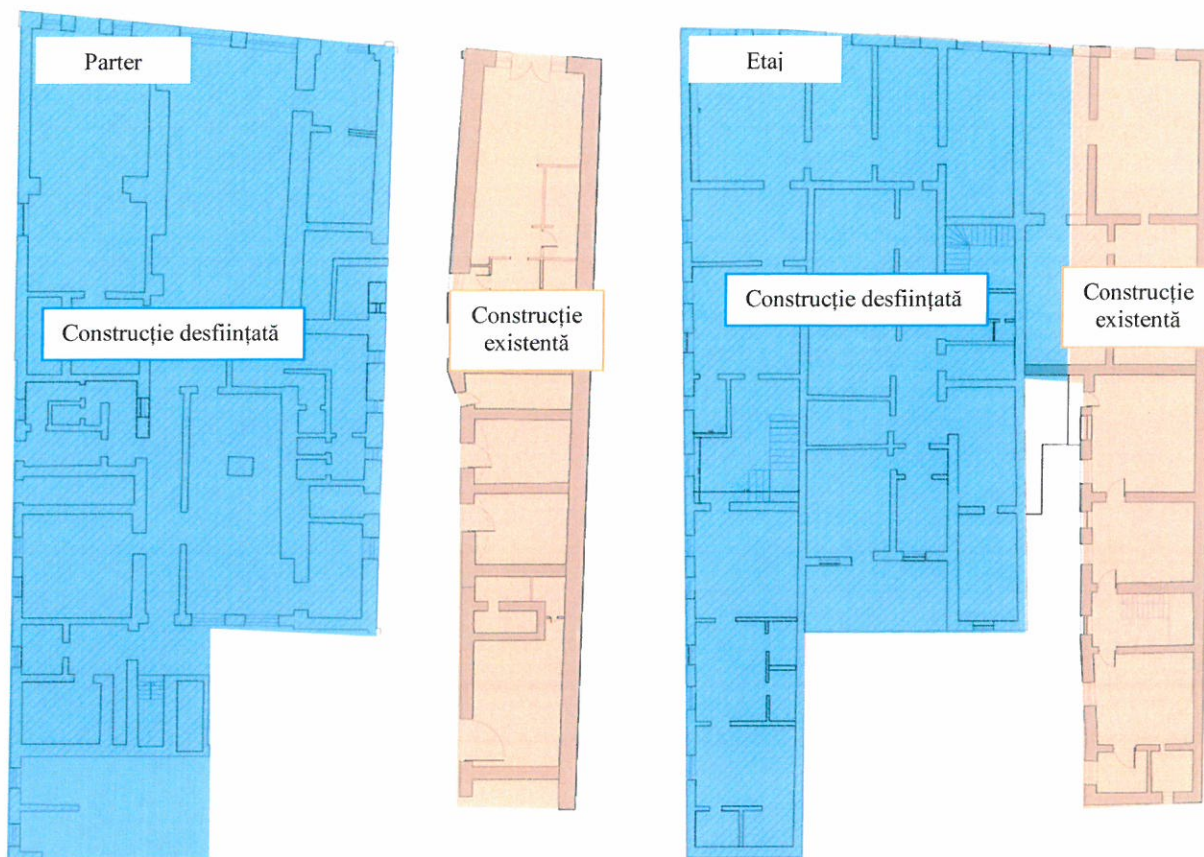 Parter
Etaj
Construcție desființată
Construcție
existentă
Construcție desființată
Construcție
existentă